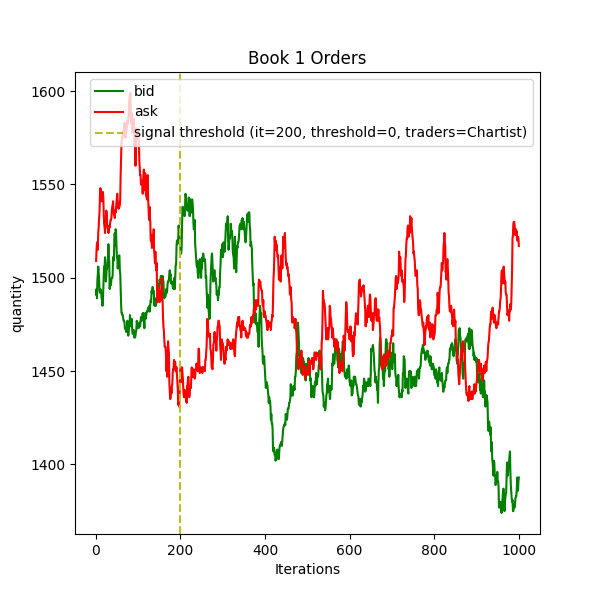 Book 1 Orders
bid
ask
signal threshold (it=200, threshold=0, traders=Chartist)
quantity
1600
1550
1500
1450
1400
0 200 400 600 800 1000
Iterations